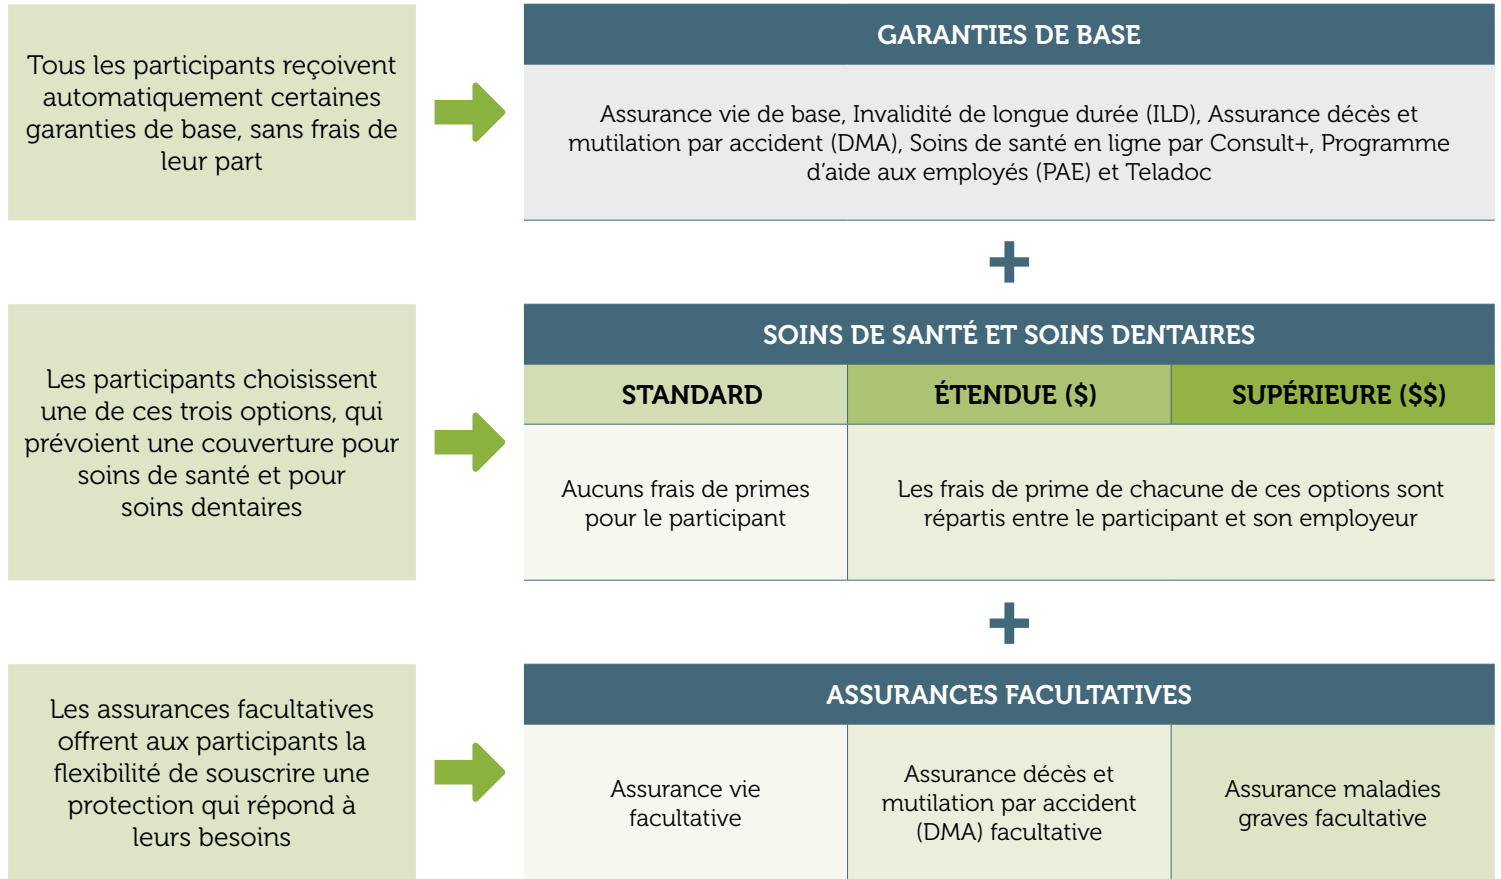 Tous les participants reçoivent
automatiquement certaines
garanties de base, sans frais de
leur part
GARANTIES DE BASE
Assurance vie de base, Invalidité de longue durée (ILD), Assurance décès et
mutilation par accident (DMA), Soins de santé en ligne par Consult+, Programme
d’aide aux employés (PAE) et Teladoc
+
Les participants choisissent
une de ces trois options, qui
prévoient une couverture pour
soins de santé et pour
soins dentaires
SOINS DE SANTÉ ET SOINS DENTAIRES
STANDARD
ÉTENDUE ($)
SUPÉRIEURE ($$)
Aucuns frais de primes
pour le participant
Les frais de prime de chacune de ces options sont
répartis entre le participant et son employeur
+
Les assurances facultatives
offrent aux participants la
flexibilité de souscrire une
protection qui répond à
leurs besoins
ASSURANCES FACULTATIVES
Assurance vie
facultative
Assurance décès et
mutilation par accident
(DMA) facultative
Assurance maladies
graves facultative